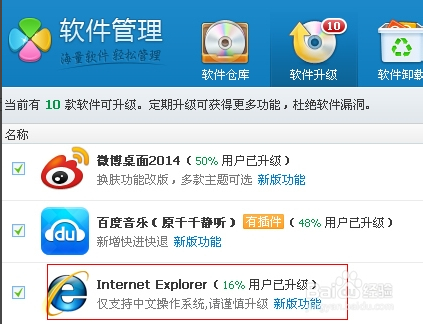 软件管理
海量软件 轻松管理
软件仓库
10
软件升级
软件卸载
当前有 10 款软件可升级。定期升级可获得更多功能，杜绝软件漏洞。
名称
微博桌面2014（50% 用户已升级）
换肤功能改版，多款主题可选 新版功能
百度音乐（原千千静听） 有插件（48% 用户已升级）
新增快进快退 新版功能
Internet Explorer（16% 用户已升级）
仅支持中文操作系统,请谨慎升级 新版功能
du
Baidu 经验